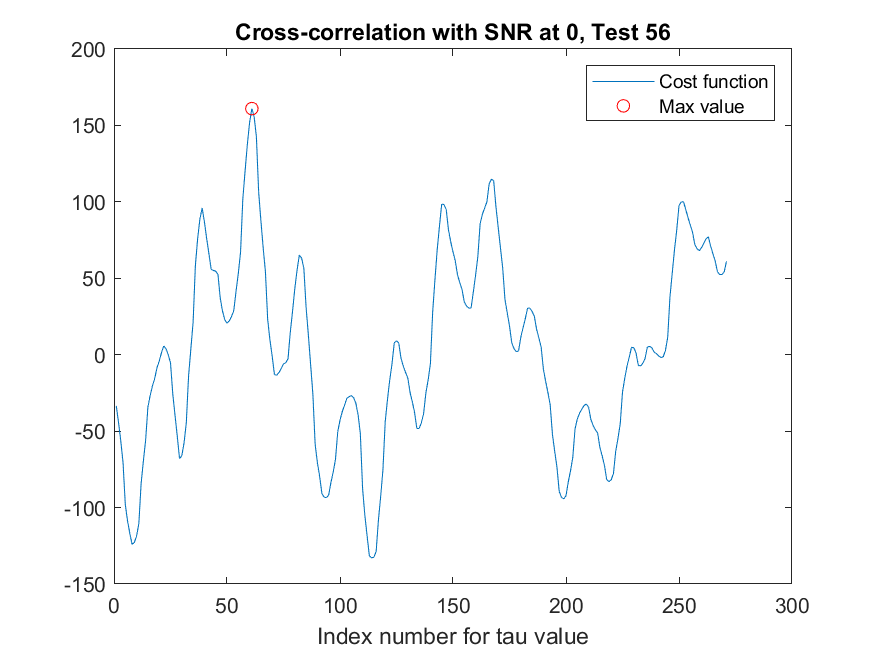 Cross-correlation with SNR at 0, Test 56
200
150
100
50
0
-50
-100
-150
0 50 100 150 200 250 300
Index number for tau value
Cost function
Max value